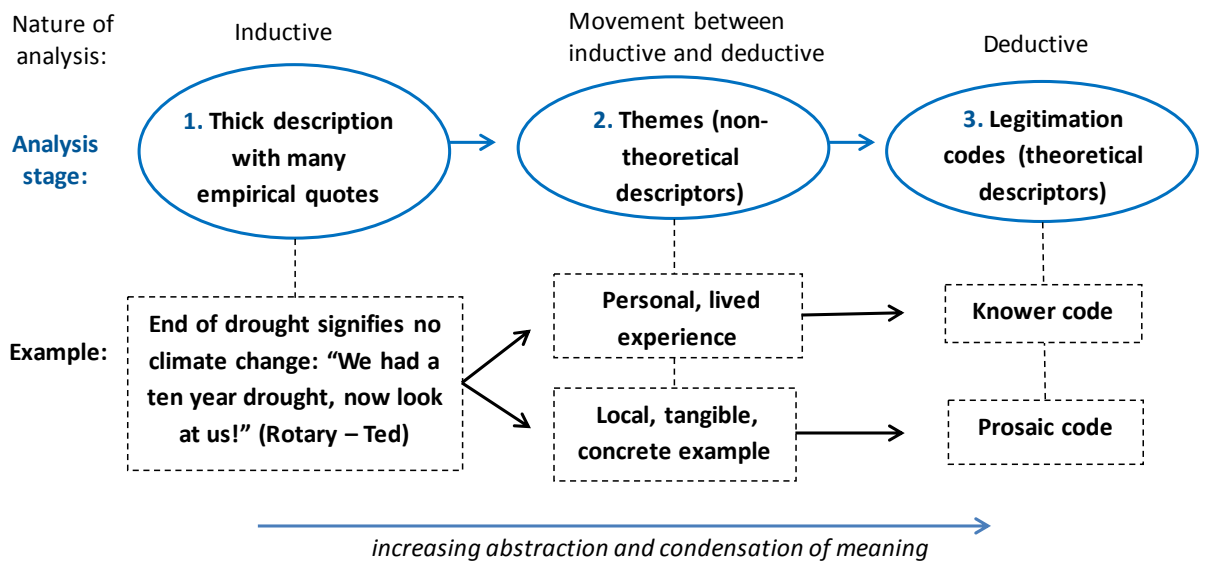 Nature of
analysis:
Inductive
Movement between
inductive and deductive
Deductive
Analysis
stage:
1. Thick description
with many
empirical quotes
2. Themes (non-
theoretical
descriptors)
3. Legitimation
codes (theoretical
descriptors)
Example:
End of drought signifies no
climate change: “We had a
ten year drought, now look
at us!” (Rotary – Ted)
Personal, lived
experience
Knower code
Local, tangible,
concrete example
Prosaic code
increasing abstraction and condensation of meaning